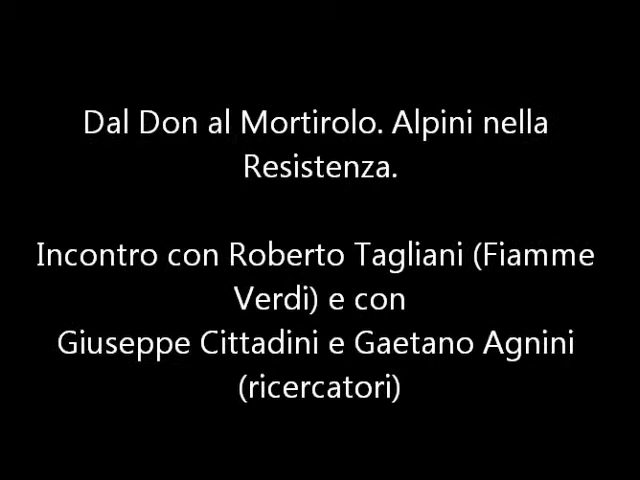 Dal Don al Mortirolo. Alpini nella
Resistenza.
Incontro con Roberto Tagliani (Fiamme
Verdi) e con
Giuseppe Cittadini e Gaetano Agnini
(ricercatori)